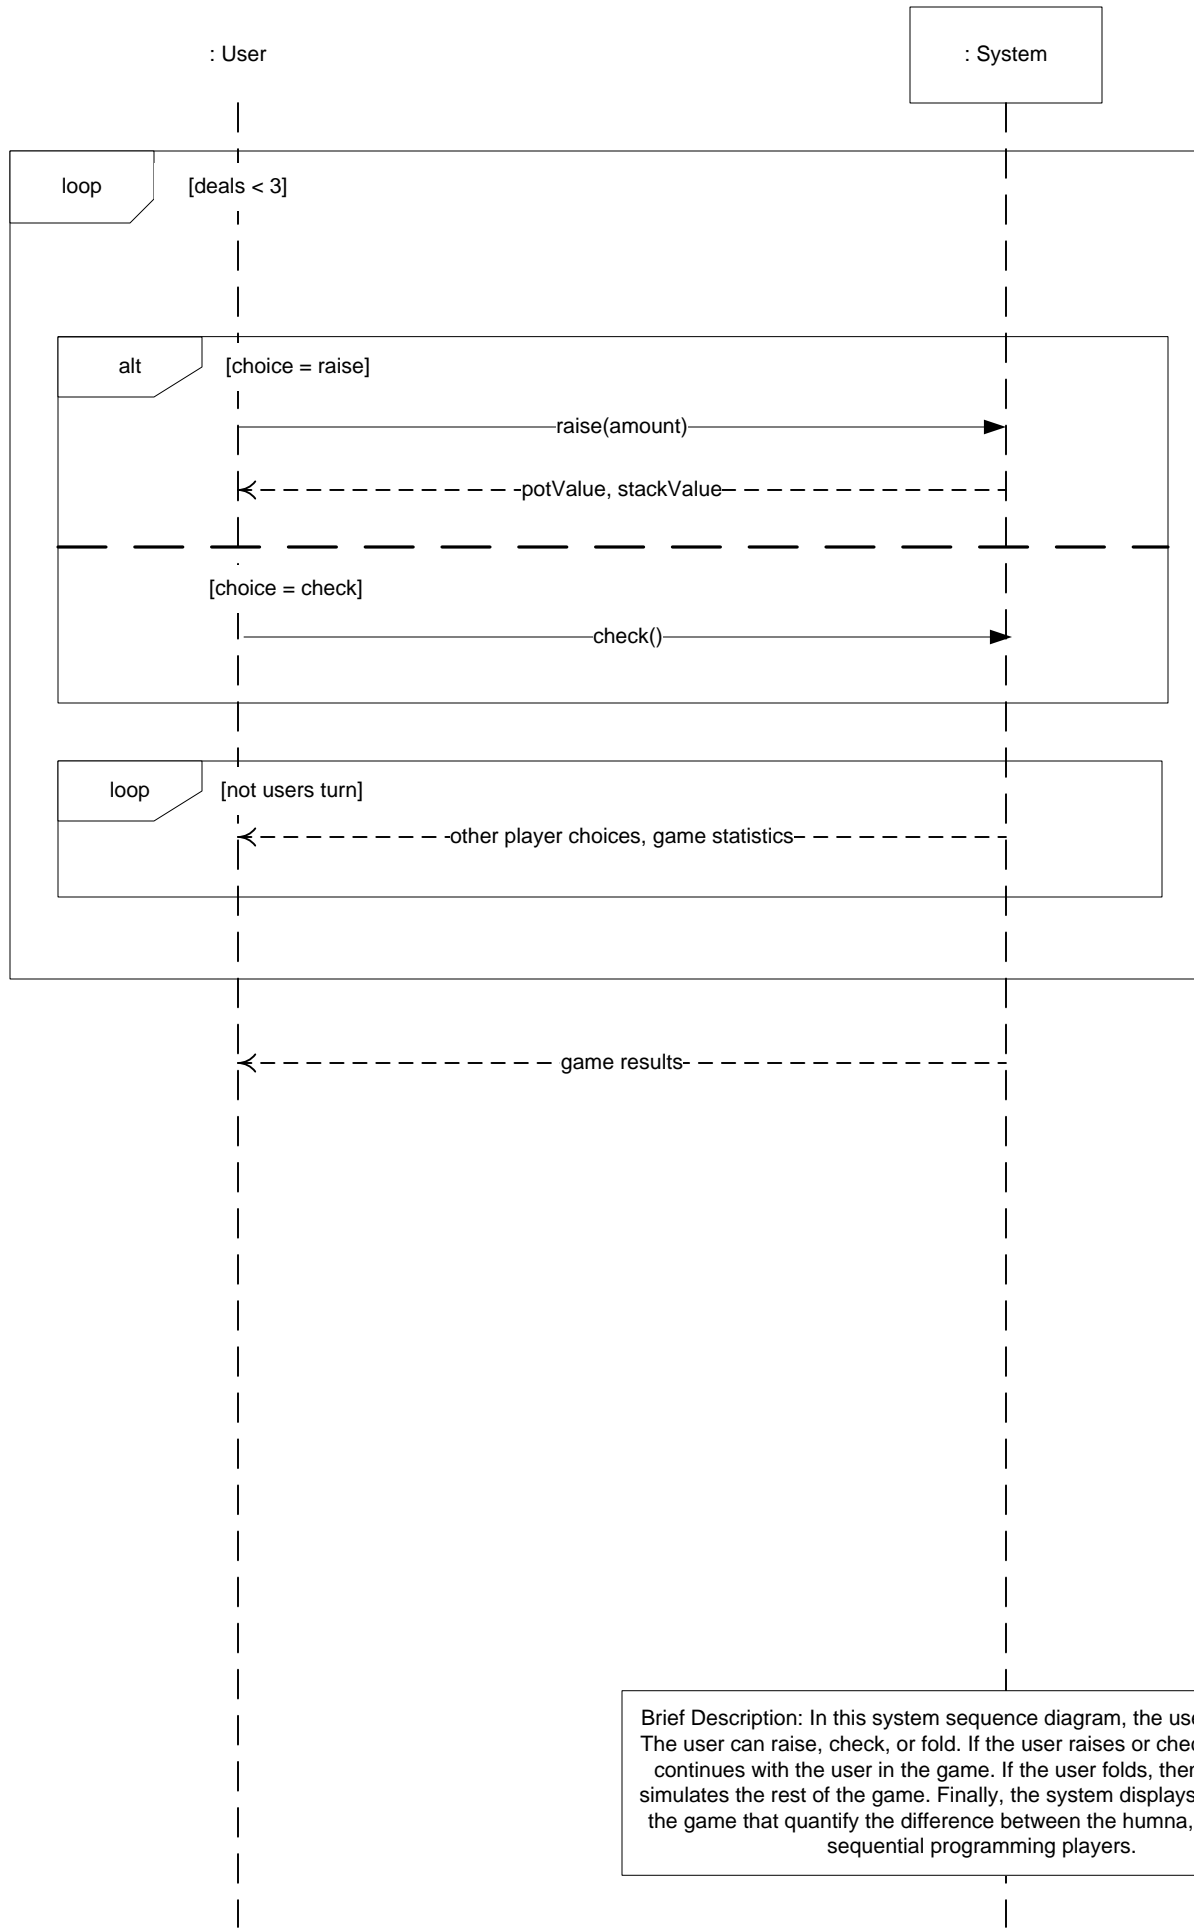 : User
: System
loop
[deals < 3]
alt
[choice = raise]
raise(amount)
potValue, stackValue
[choice = check]
check()
loop
[not users turn]
other player choices, game statistics
game results
Brief Description: In this system sequence diagram, the
The user can raise, check, or fold. If the user raises or
continues with the user in the game. If the user folds,
simulates the rest of the game. Finally, the system displays
the game that quantify the difference between the humna,
sequential programming players.